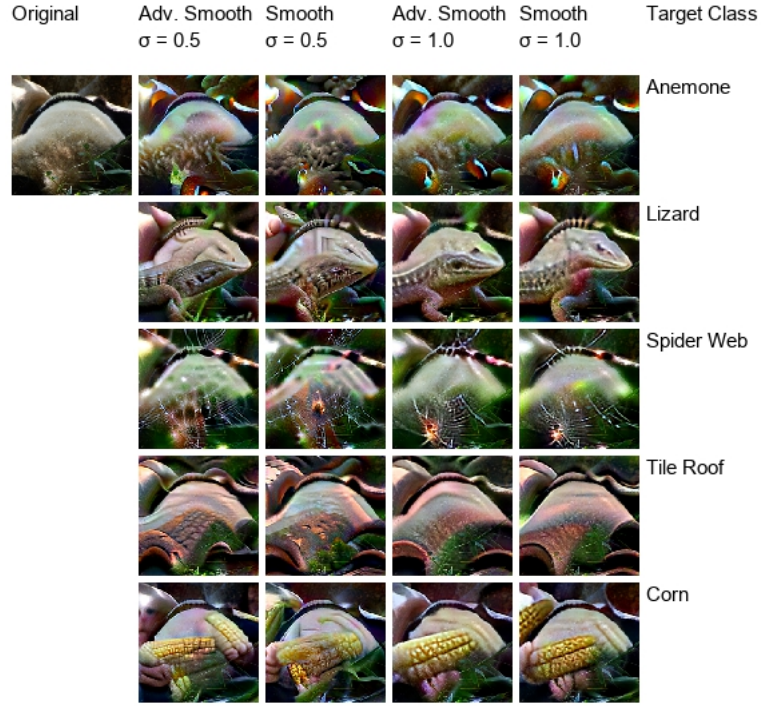 Original
Adv. Smooth
σ = 0.5
Smooth
σ = 0.5
Adv. Smooth
σ = 1.0
Smooth
σ = 1.0
Target Class
Anemone
Lizard
Spider Web
Tile Roof
Corn